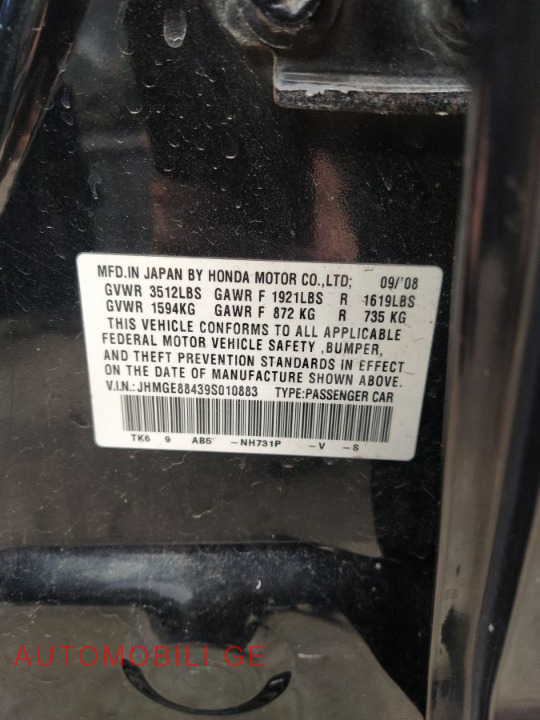 MFD.IN JAPAN BY HONDA MOTOR CO.,LTD; 09/'08
GVWR 3512LBS GAWR F 1921LBS R 1619LBS
GVWR 1594KG GAWR F 872 KG R 735 KG
THIS VEHICLE CONFORMS TO ALL APPLICABLE
FEDERAL MOTOR VEHICLE SAFETY ,BUMPER,
AND THEFT PREVENTION STANDARDS IN EFFECT
ON THE DATE OF MANUFACTURE SHOWN ABOVE.
V.I.N.: JHMGE88439S010883 TYPE:PASSENGER CAR
TK6 9 AB5 -NH731P -V -S
AUTOMOBILI GE